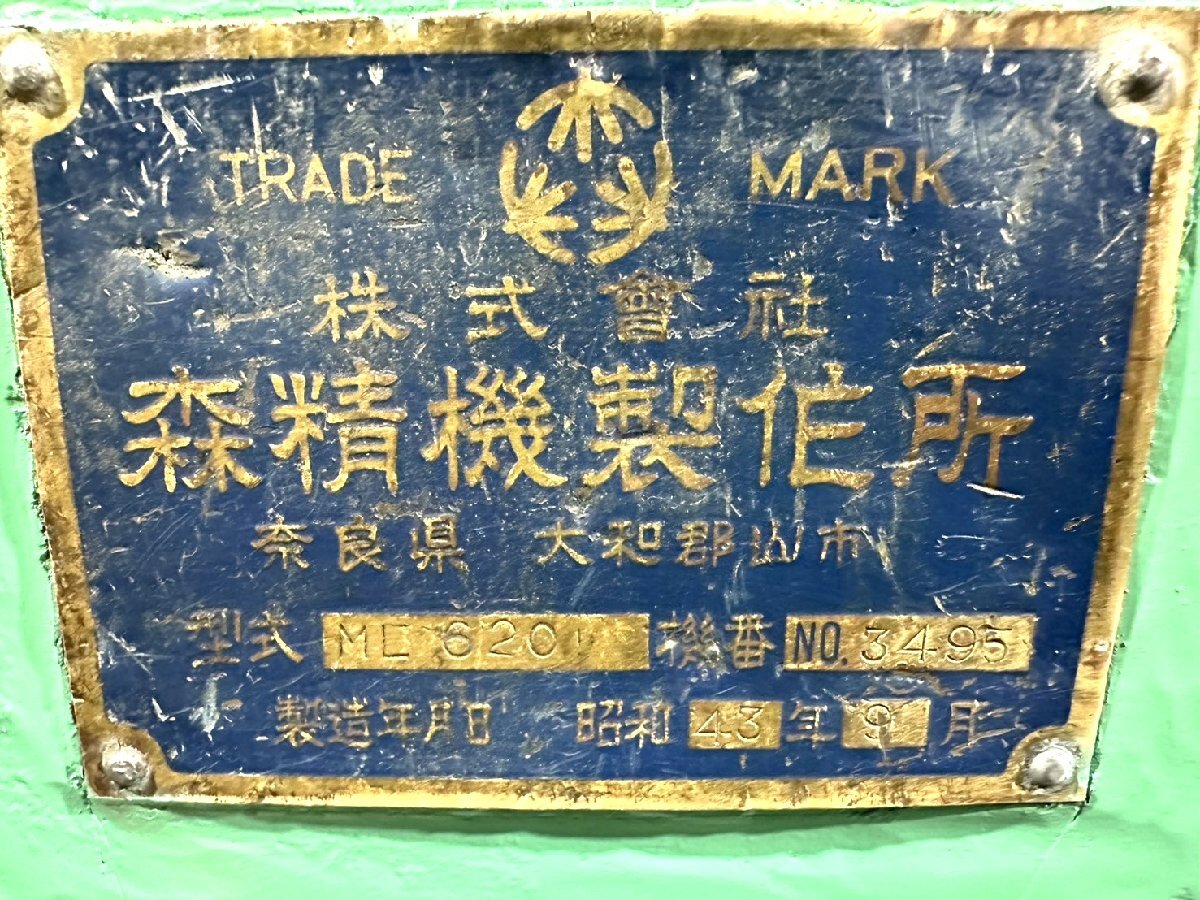 TRADE MARK
株式會社
森精機製作所
奈良県 大和郡山市
型式 ML 620 機番 NO. 3495
製造年月日 昭和 43 年 9 月